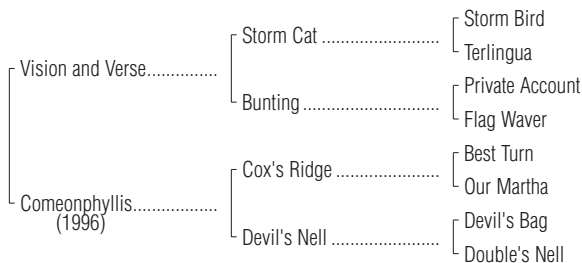 Storm Bird
Storm Cat ........................
Terlingua
Vision and Verse..............
Private Account
Bunting ...........................
Flag Waver
Best Turn
Cox's Ridge .....................
Our Martha
Comeonphyllis.................
(1996)
Devil's Bag
Devil's Nell ......................
Double's Nell